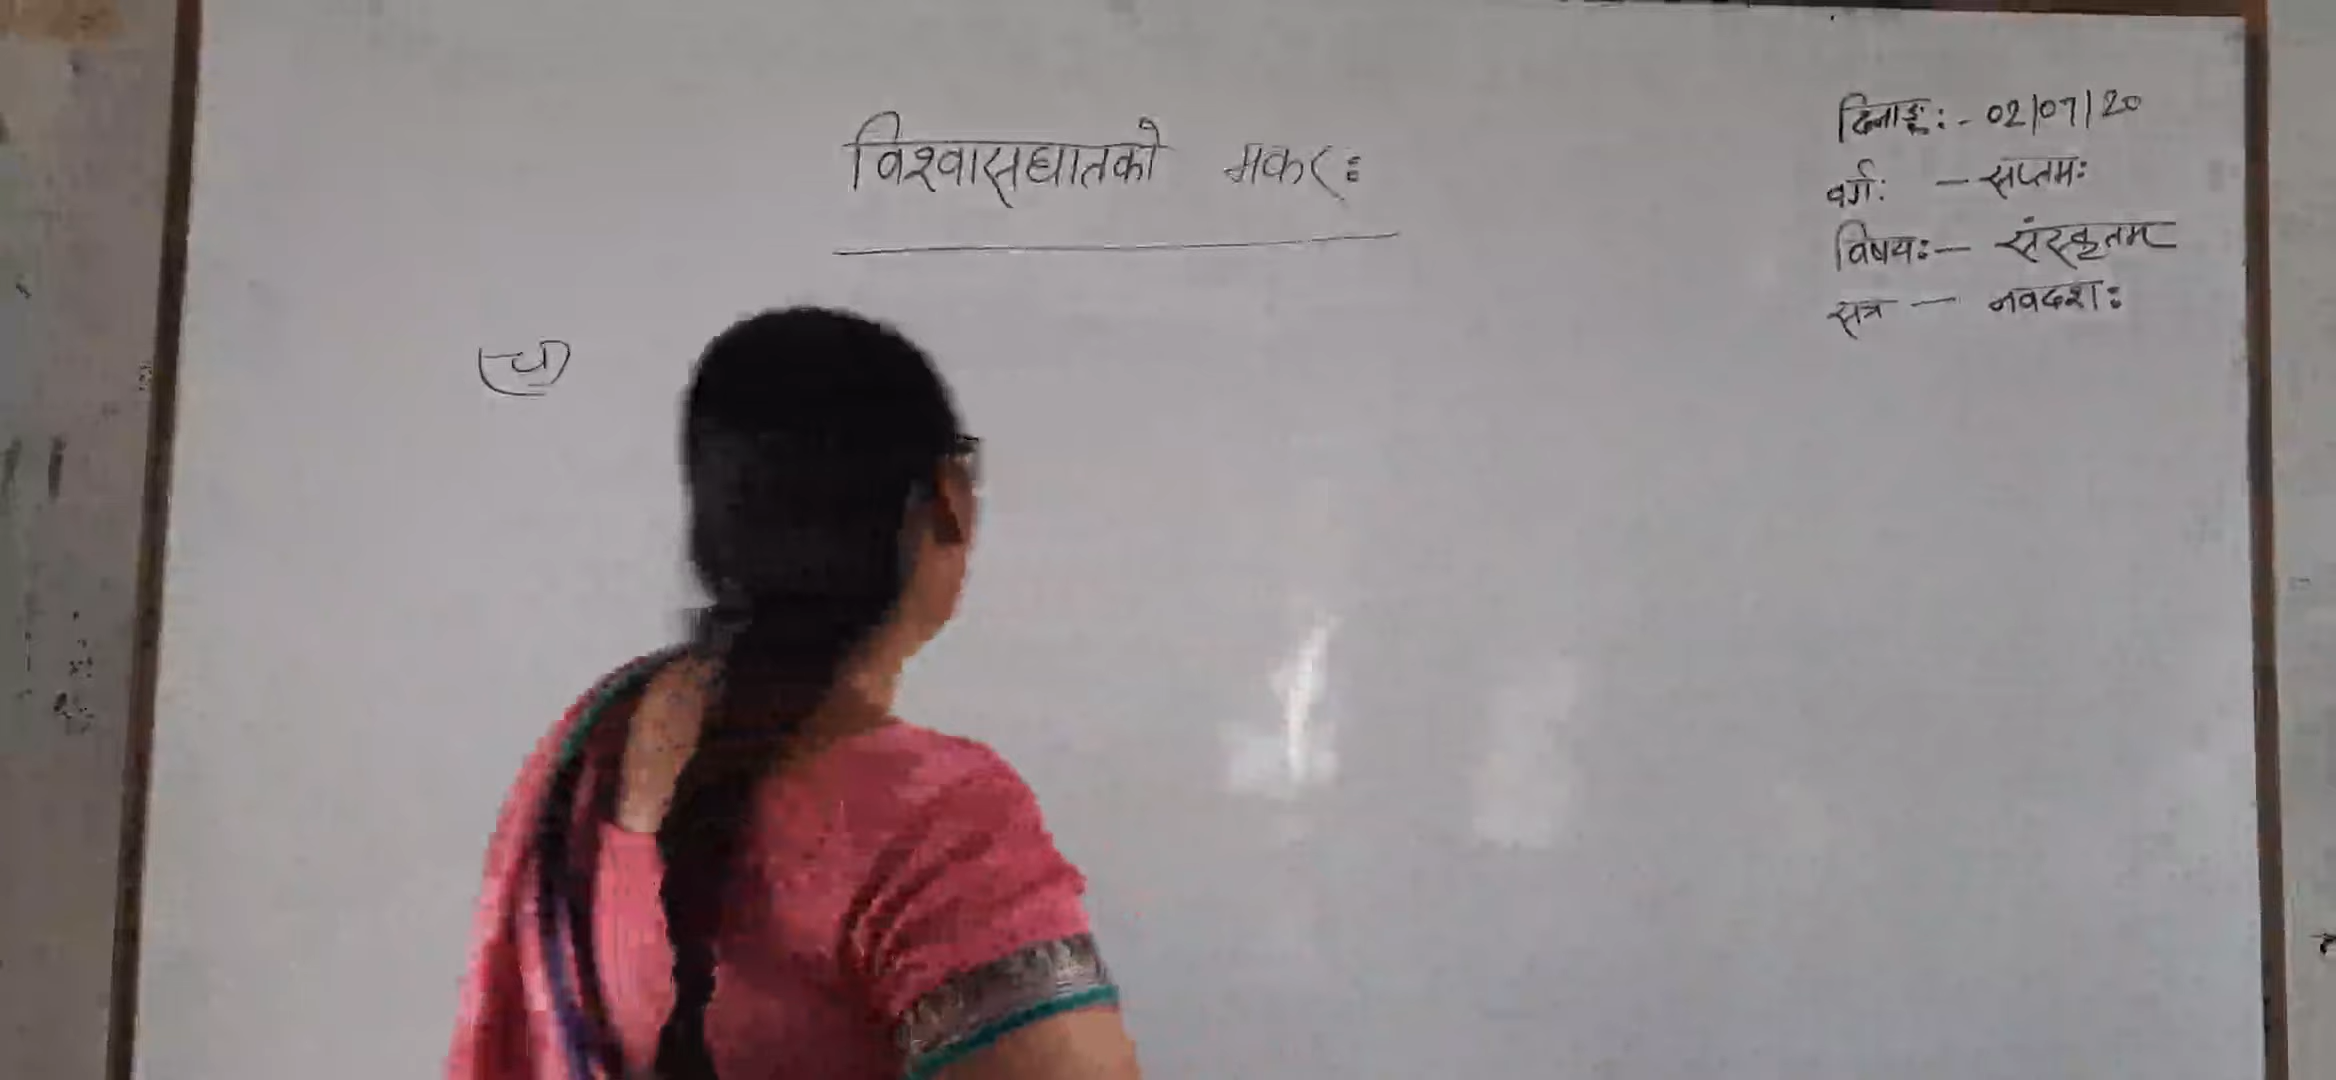 विश्वासघातको मकरः
दिनाङ्कः - 02/07/20
वर्गः - सप्तमः
विषयः - संस्कृतम्
सत्र - नवदशः
(च)